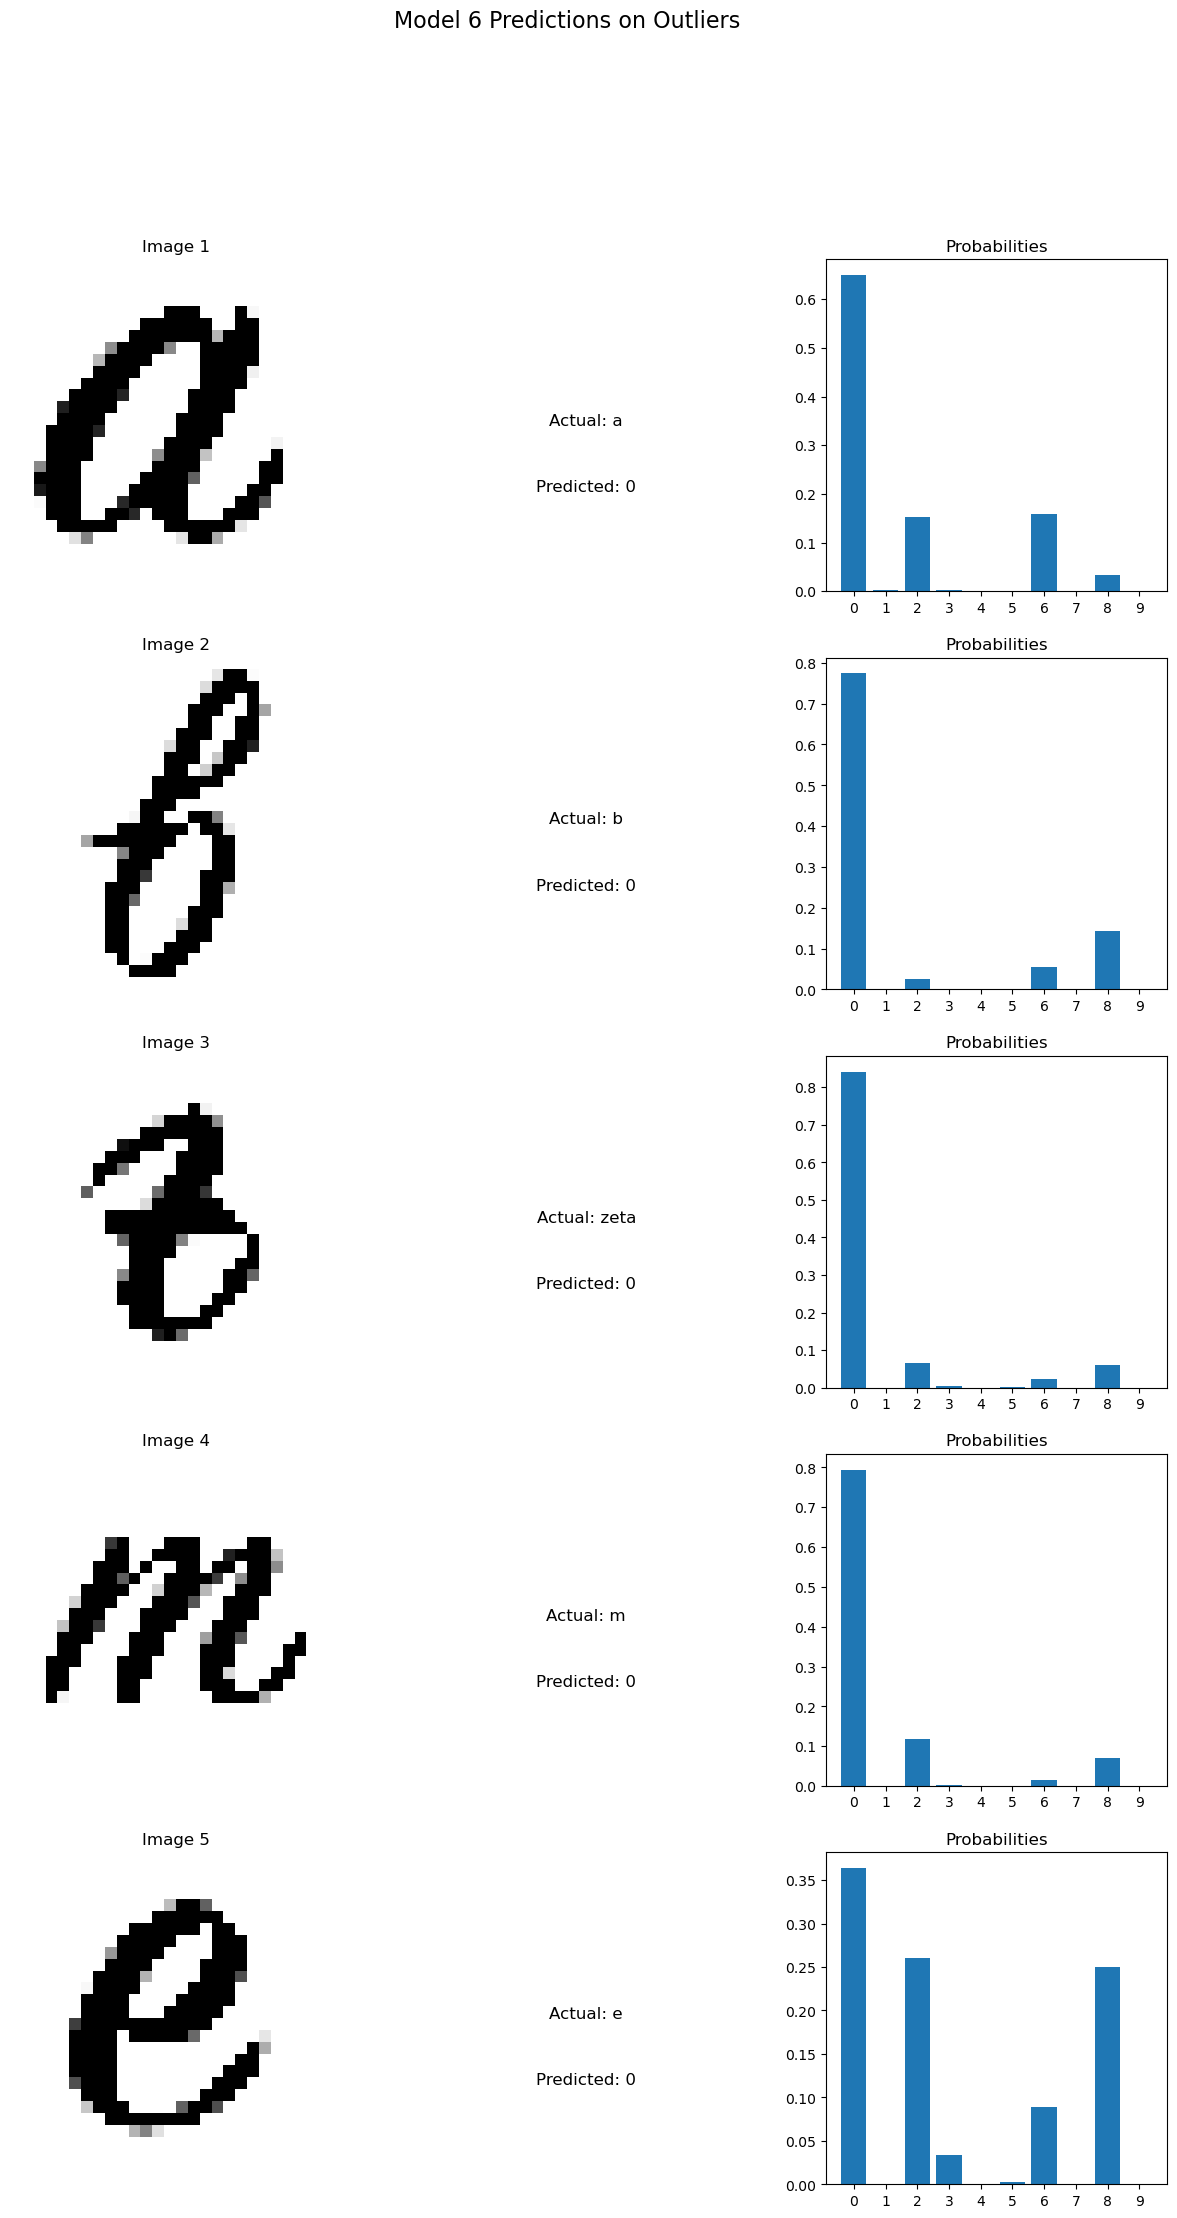 Model 6 Predictions on Outliers
Image 1
a
Actual: a
Predicted: 0
Probabilities
0.6
0.5
0.4
0.3
0.2
0.1
0.0
0 1 2 3 4 5 6 7 8 9
Image 2
b
Actual: b
Predicted: 0
Probabilities
0.8
0.7
0.6
0.5
0.4
0.3
0.2
0.1
0.0
0 1 2 3 4 5 6 7 8 9
Image 3
Actual: zeta
Predicted: 0
Probabilities
0.8
0.7
0.6
0.5
0.4
0.3
0.2
0.1
0.0
0 1 2 3 4 5 6 7 8 9
Image 4
m
Actual: m
Predicted: 0
Probabilities
0.8
0.7
0.6
0.5
0.4
0.3
0.2
0.1
0.0
0 1 2 3 4 5 6 7 8 9
Image 5
e
Actual: e
Predicted: 0
Probabilities
0.35
0.30
0.25
0.20
0.15
0.10
0.05
0.00
0 1 2 3 4 5 6 7 8 9